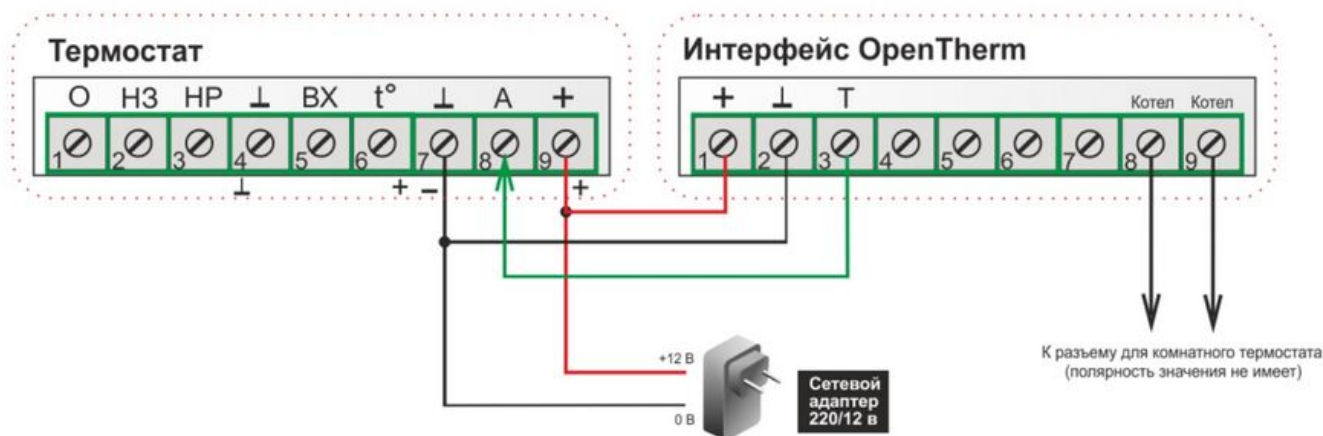 Термостат
О НЗ НР ⊥ ВХ t° ⊥ А +
1 2 3 4 5 6 7 8 9
⊥ + − +
Интерфейс OpenTherm
+ ⊥ Т Котел Котел
1 2 3 4 5 6 7 8 9
К разъему для комнатного термостата
(полярность значения не имеет)
+12 В
0 В
Сетевой
адаптер
220/12 в